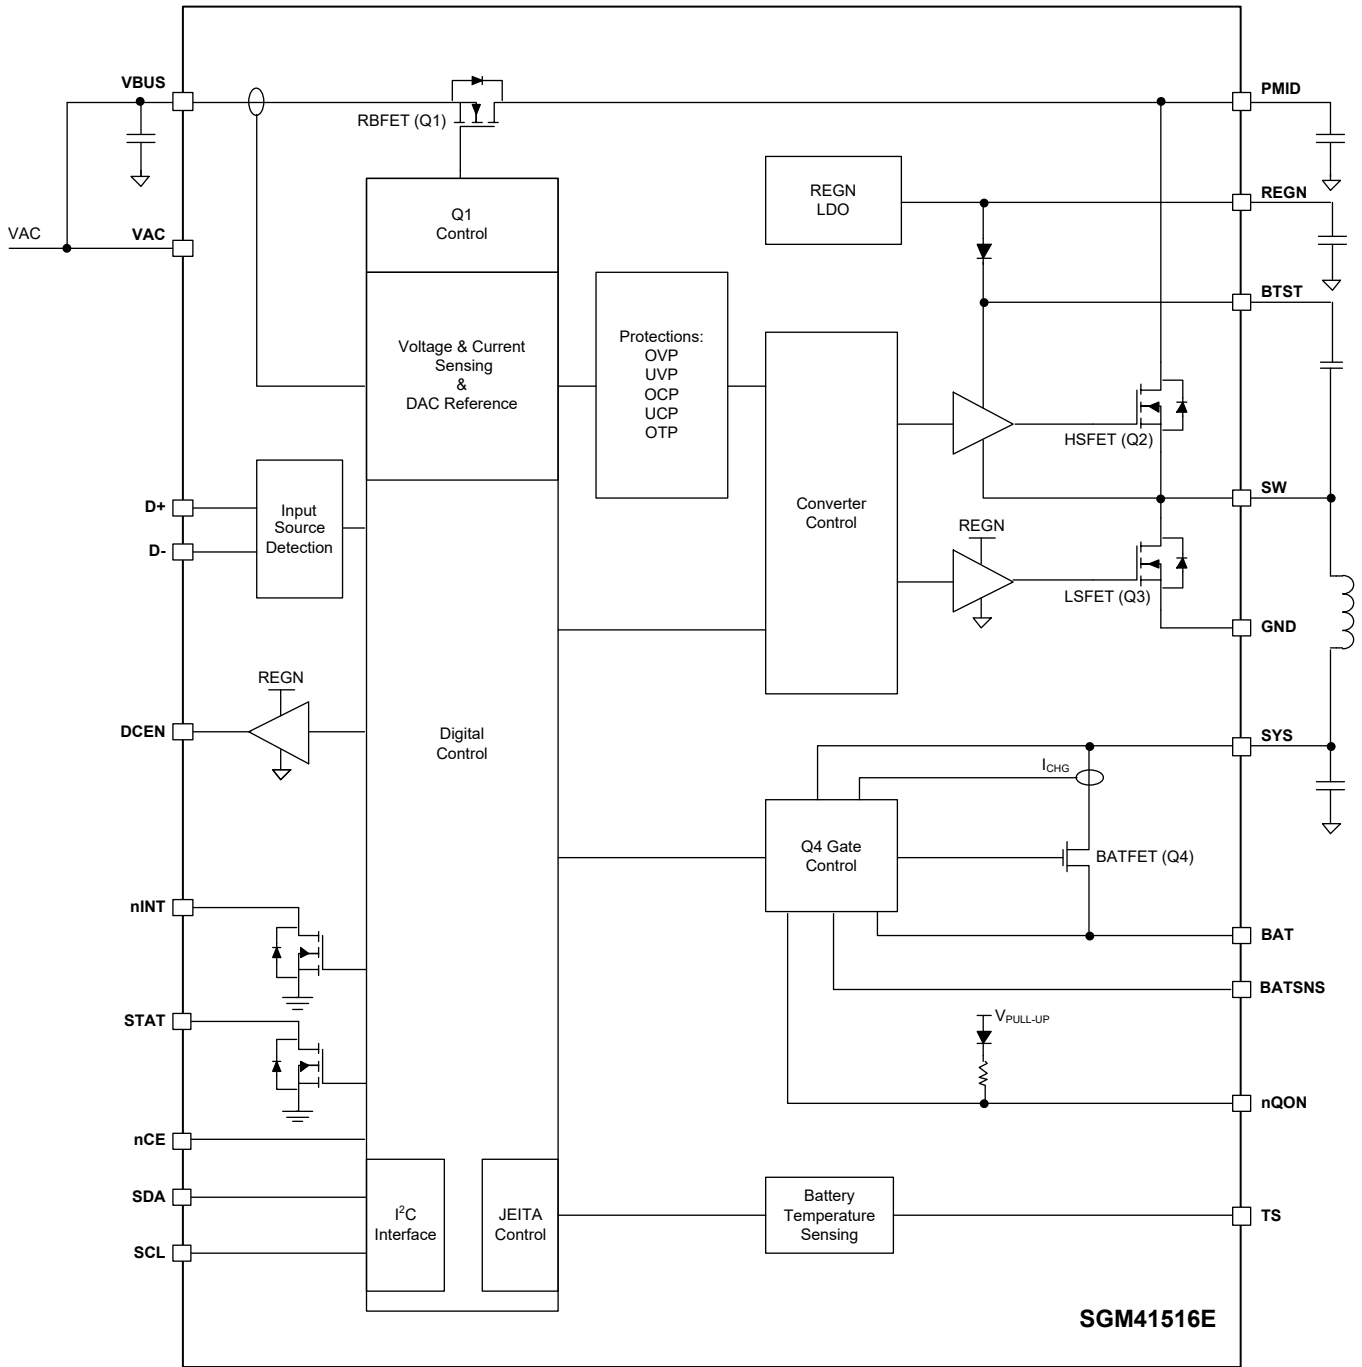 VBUS
PMID
RBFET (Q1)
REGN
LDO
REGN
Q1
Control
VAC
VAC
BTST
Voltage & Current
Sensing
&
DAC Reference
Protections:
OVP
UVP
OCP
UCP
OTP
HSFET (Q2)
SW
D+
D-
Input
Source
Detection
Converter
Control
REGN
LSFET (Q3)
GND
REGN
DCEN
Digital
Control
SYS
ICHG
Q4 Gate
Control
BATFET (Q4)
nINT
BAT
BATSNS
STAT
VPULL-UP
nQON
nCE
SDA
SCL
I2C
Interface
JEITA
Control
Battery
Temperature
Sensing
TS
SGM41516E